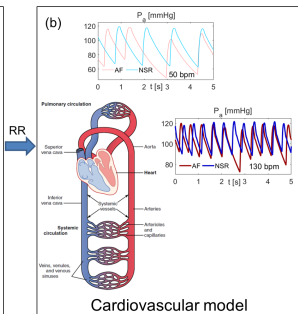 (b)
P a [mmHg]
120
100
80
60
AF
NSR
50 bpm
0 1 2 3 4 5
t [s]
RR
Pulmonary circulation
Superior
vena cava
Aorta
Heart
Inferior
vena cava
Systemic
vessels
Arteries
Systemic
circulation
Arterioles
and
capillaries
Veins, venules,
and venous
sinuses
P a [mmHg]
120
100
80
60
AF
NSR
130 bpm
0 1 2 3 4 5
t [s]
Cardiovascular model